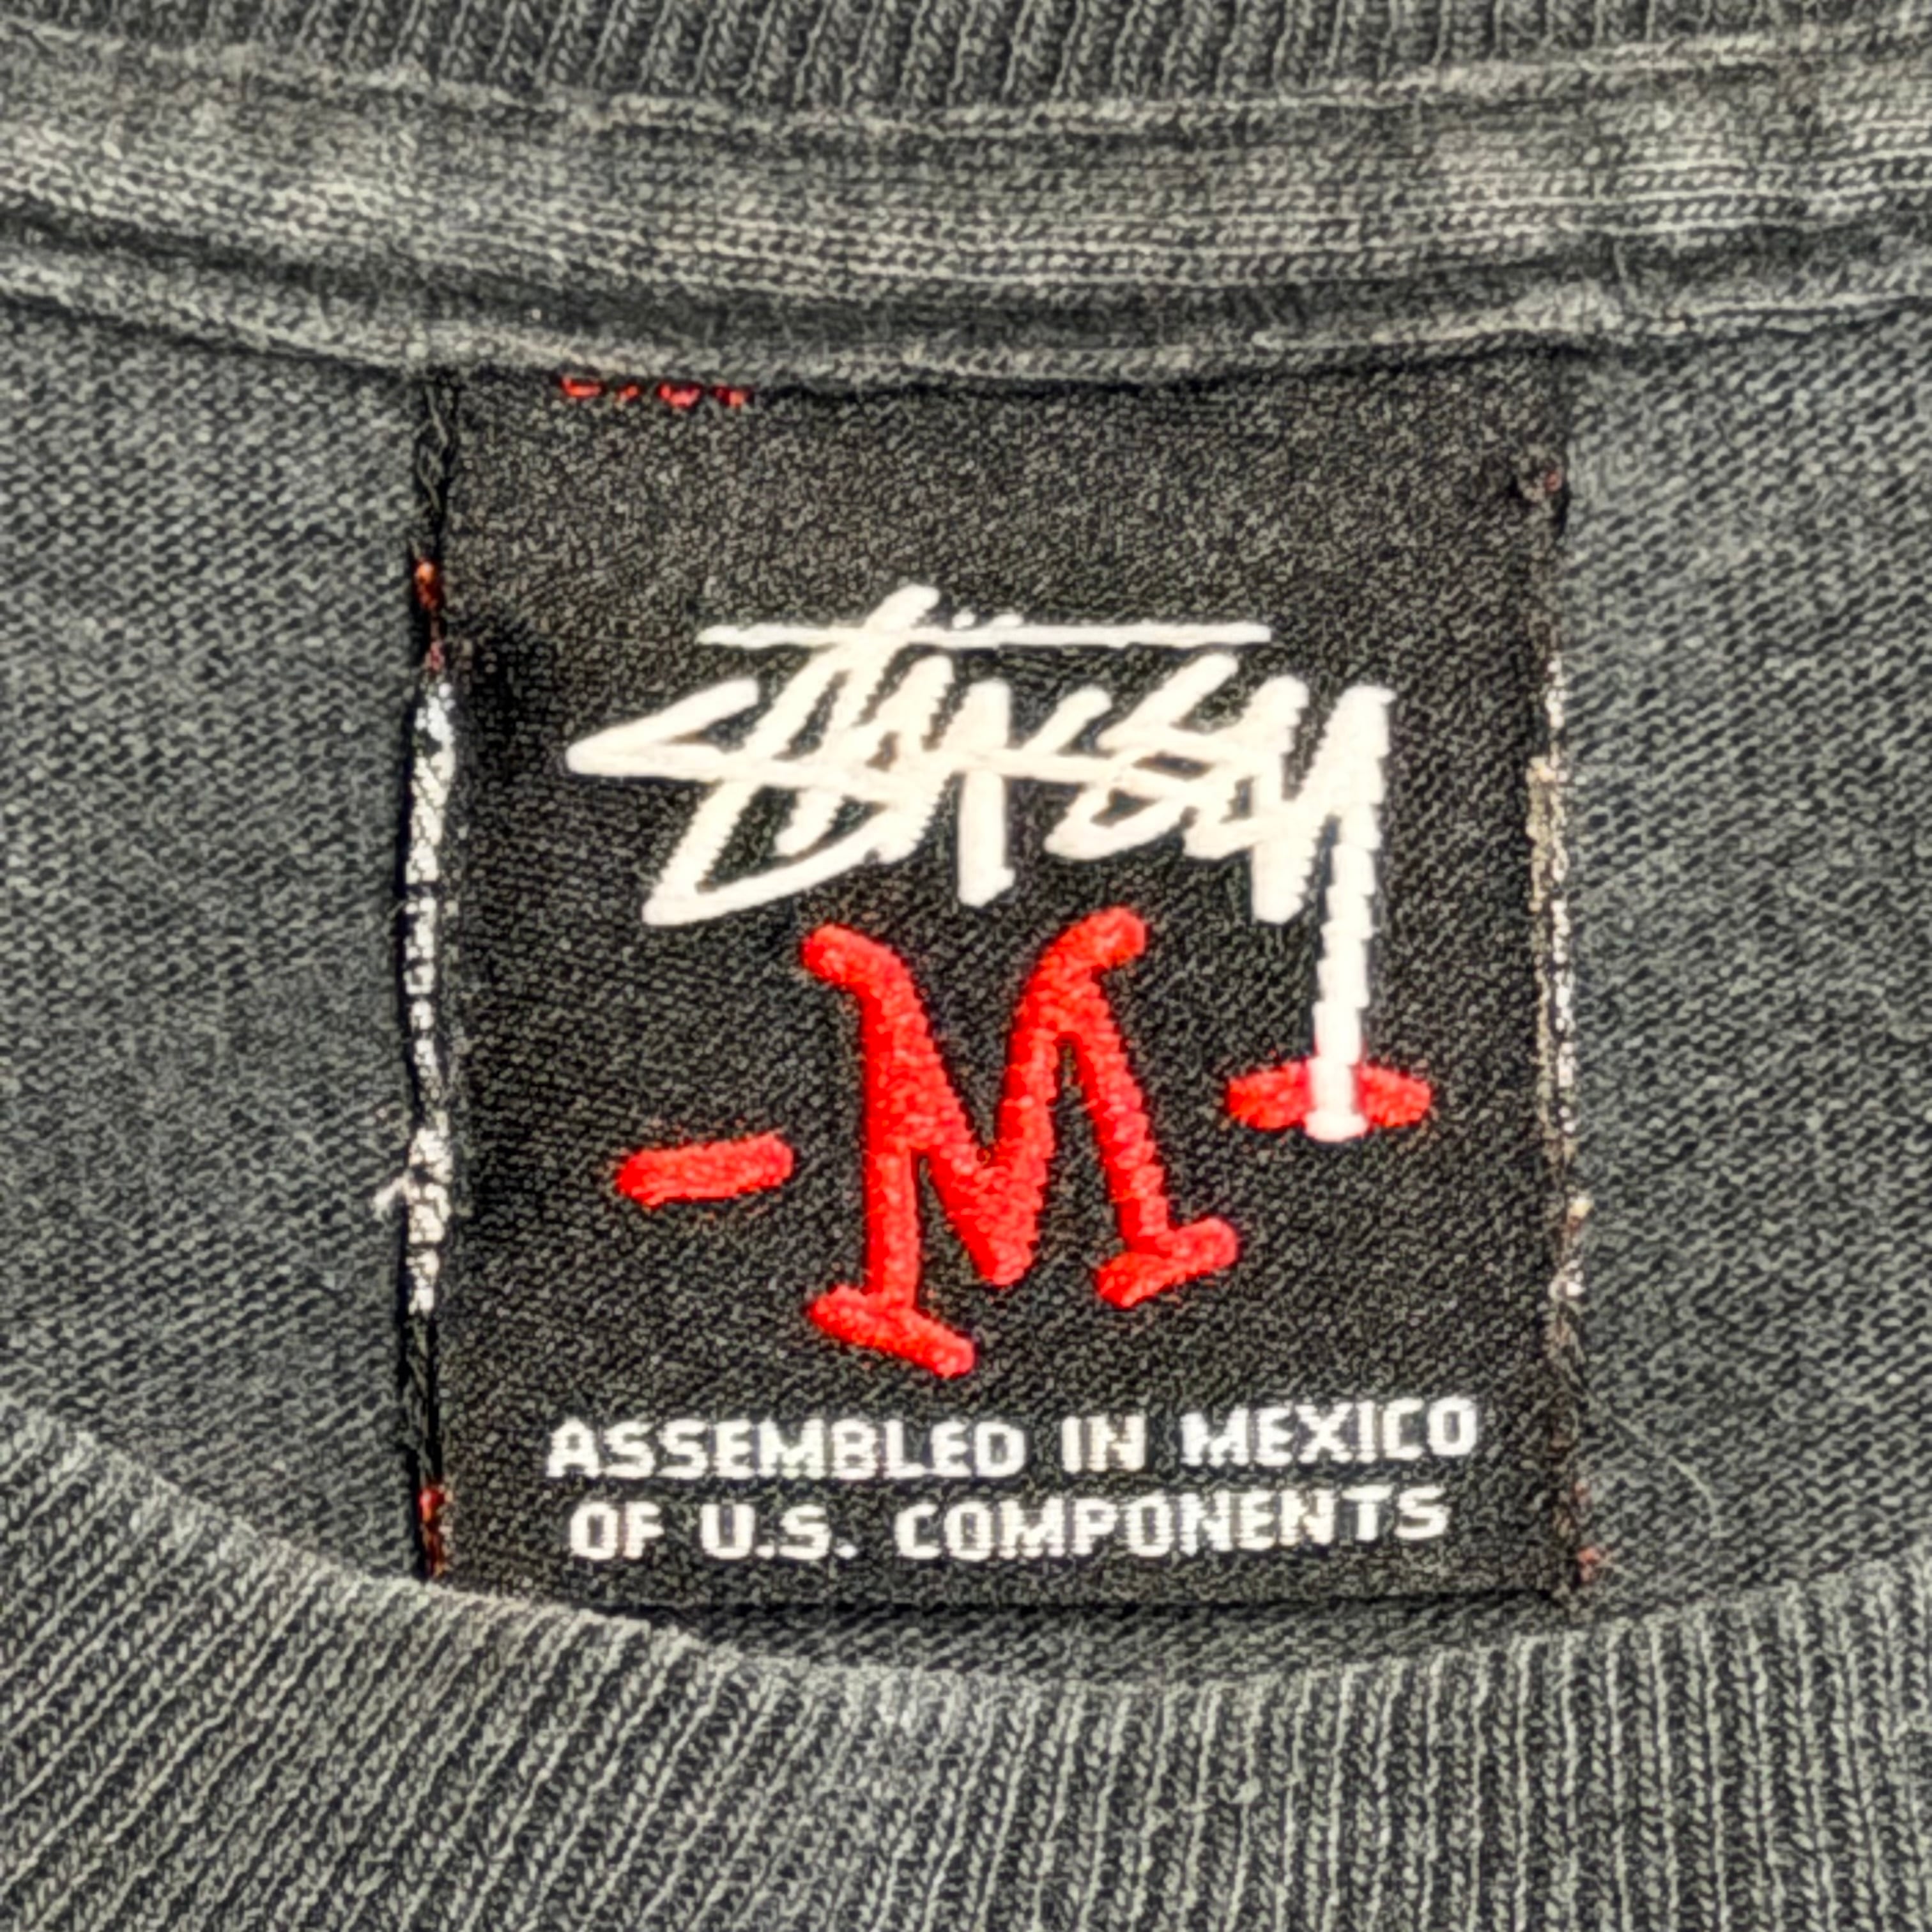 STÜSSY
-M-
ASSEMBLED IN MEXICO
OF U.S. COMPONENTS